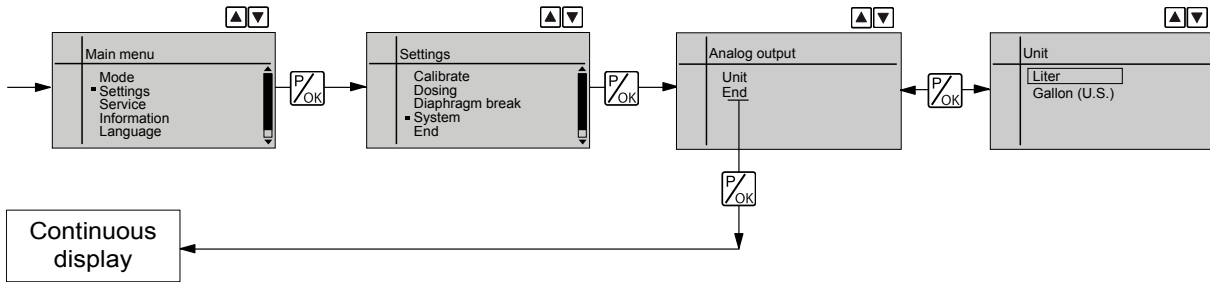 Main menu
Mode
Settings
Service
Information
Language
P/OK
Settings
Calibrate
Dosing
Diaphragm break
System
End
P/OK
Analog output
Unit
End
P/OK
Unit
Liter
Gallon (U.S.)
P/OK
Continuous
display